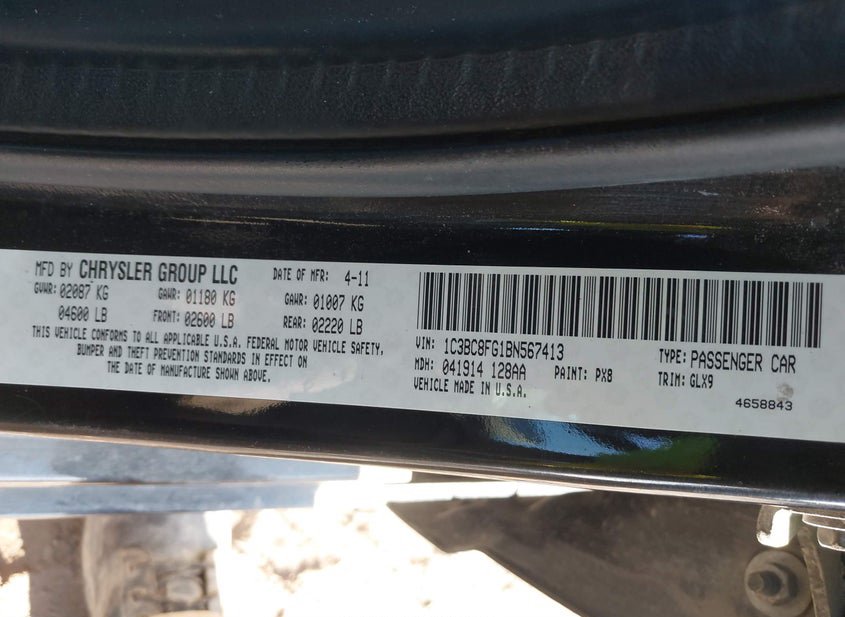 MFD BY CHRYSLER GROUP LLC
DATE OF MFR: 4-11
GVWR: 02087 KG
GAWR: 01180 KG
GAWR: 01007 KG
04600 LB
FRONT: 02600 LB
REAR: 02220 LB
THIS VEHICLE CONFORMS TO ALL APPLICABLE U.S.A. FEDERAL MOTOR VEHICLE SAFETY,
BUMPER AND THEFT PREVENTION STANDARDS IN EFFECT ON
THE DATE OF MANUFACTURE SHOWN ABOVE.
VIN: 1C3BC8FG1BN567413
TYPE: PASSENGER CAR
MDH: 041914 128AA
PAINT: PX8
TRIM: GLX9
VEHICLE MADE IN U.S.A.
4658843